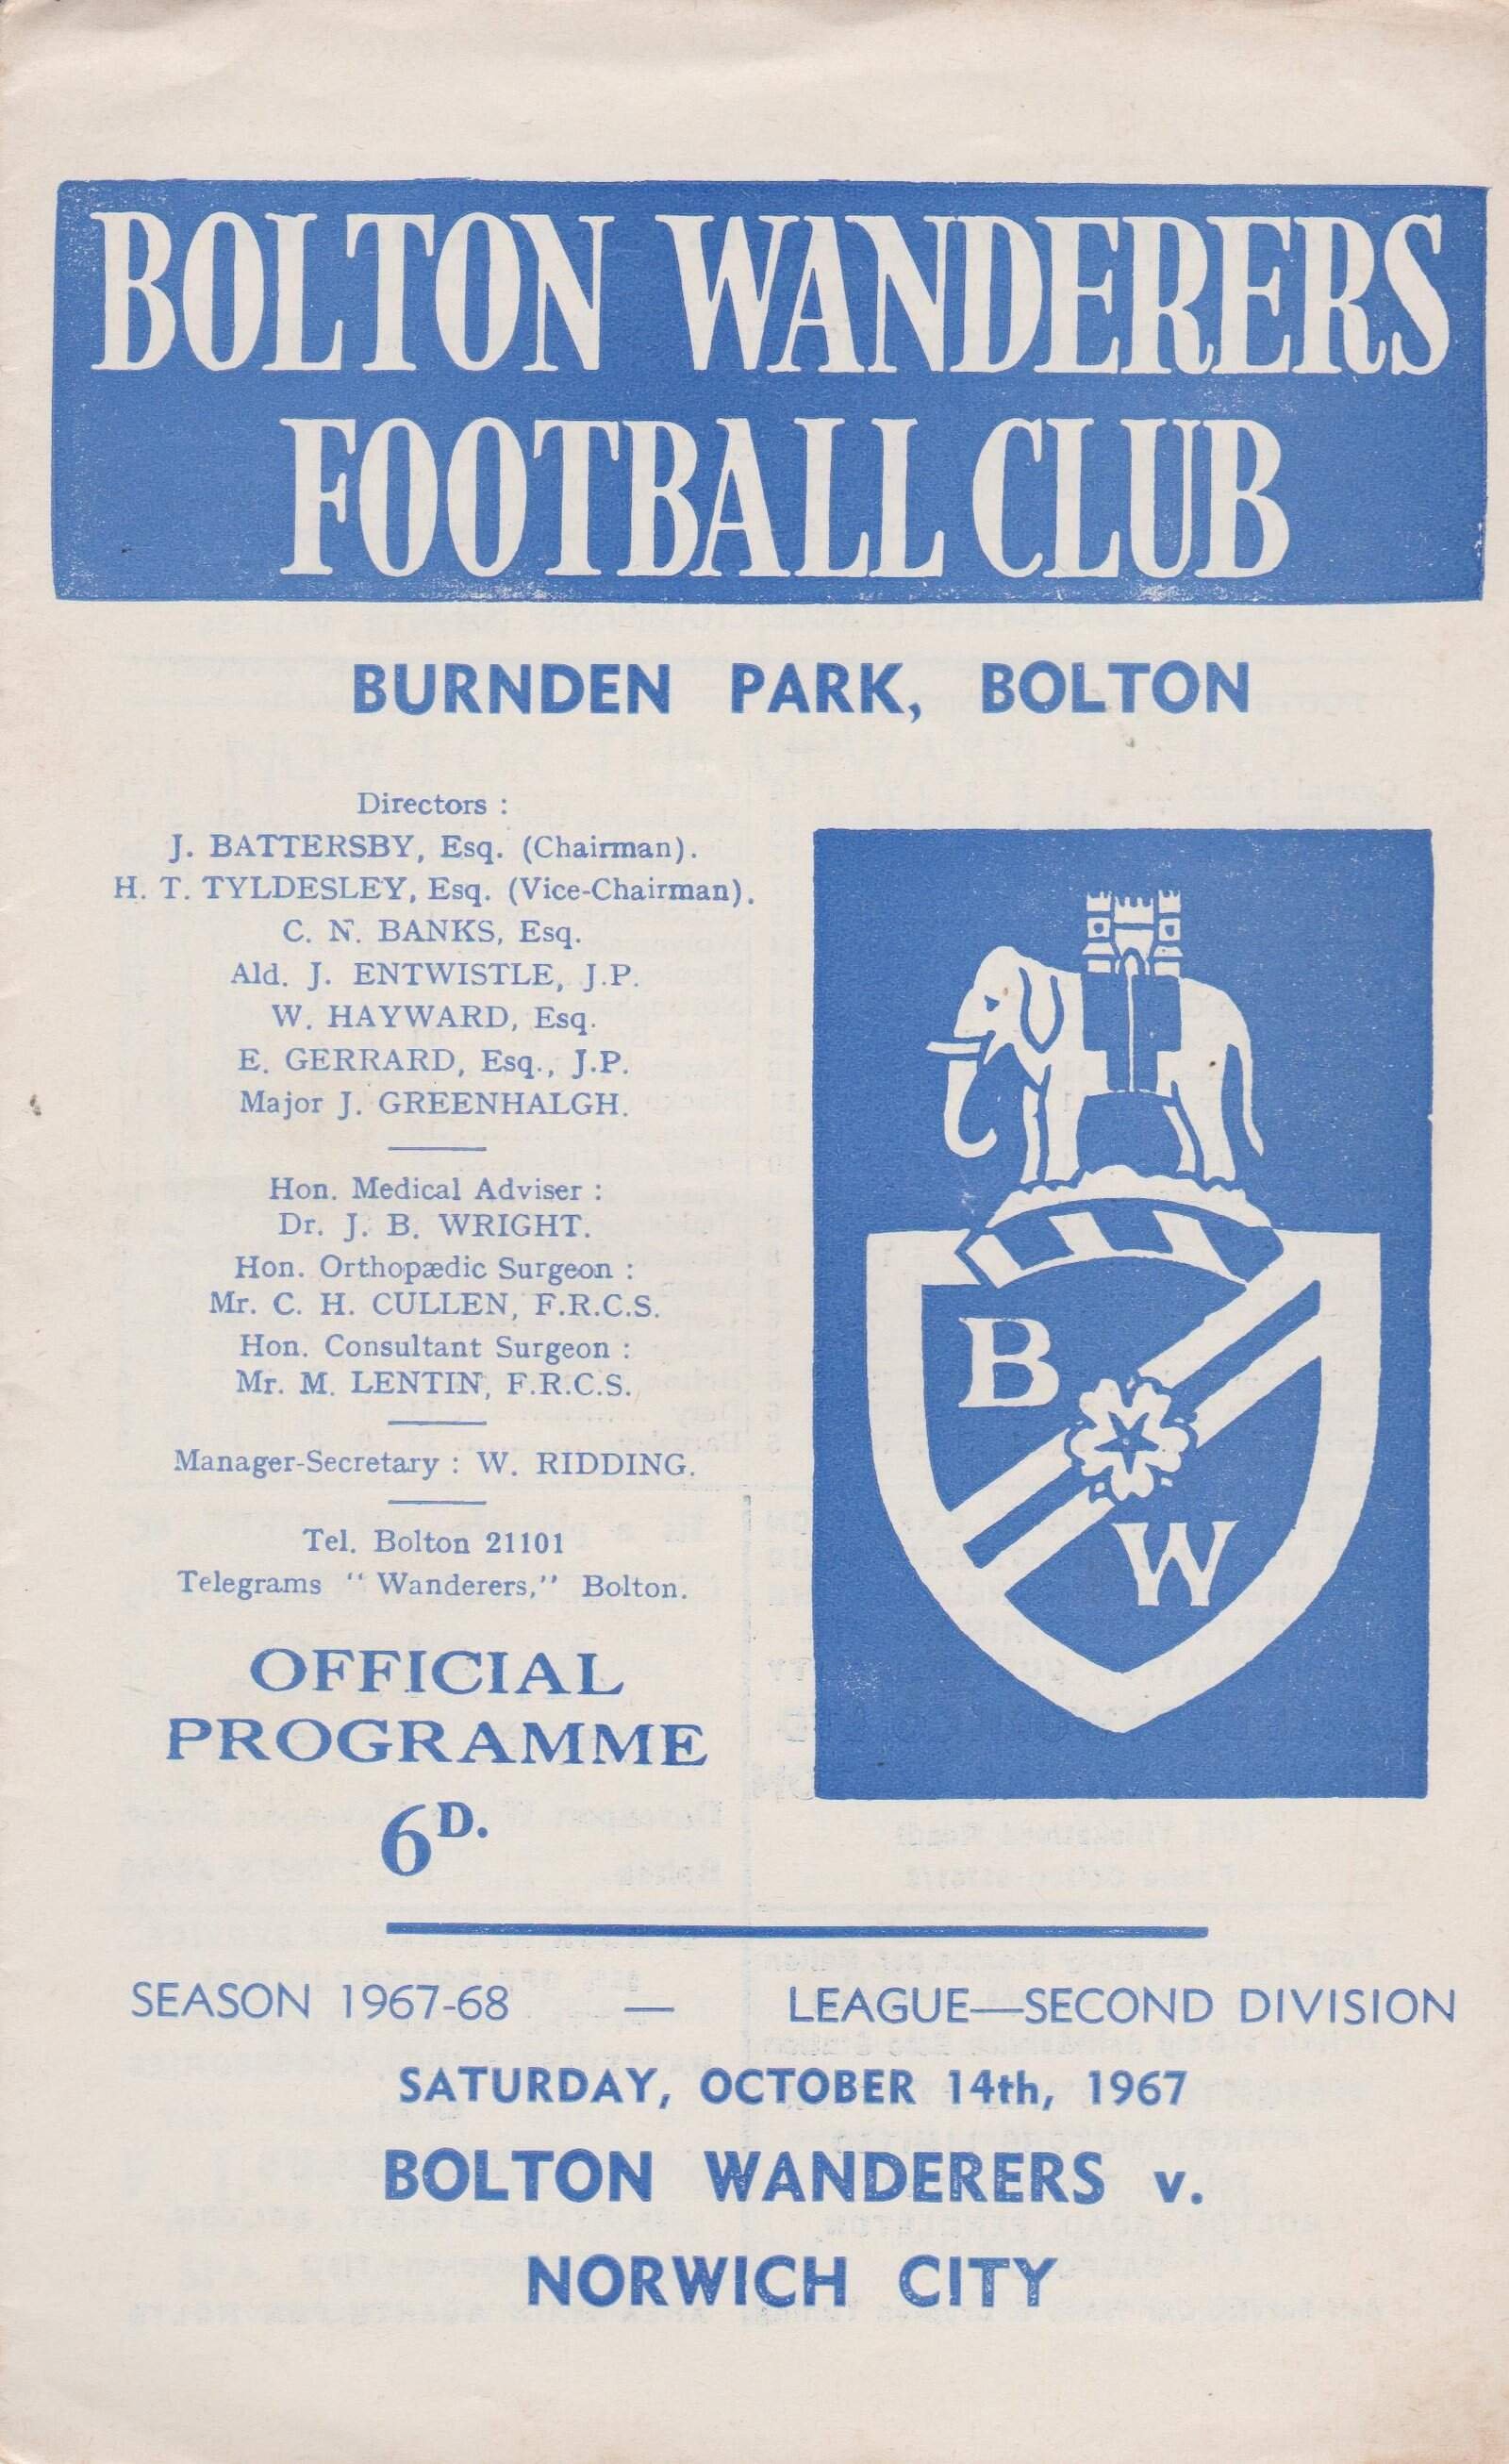 BOLTON WANDERERS
FOOTBALL CLUB
BURNDEN PARK, BOLTON
Directors :
J. BATTERSBY, Esq. (Chairman).
H. T. TYLDESLEY, Esq. (Vice-Chairman).
C. N. BANKS, Esq.
Ald. J. ENTWISTLE, J.P.
W. HAYWARD, Esq.
E. GERRARD, Esq., J.P.
Major J. GREENHALGH.
Hon. Medical Adviser :
Dr. J. B. WRIGHT.
Hon. Orthopædic Surgeon :
Mr. C. H. CULLEN, F.R.C.S.
Hon. Consultant Surgeon :
Mr. M. LENTIN, F.R.C.S.
Manager-Secretary : W. RIDDING.
Tel. Bolton 21101
Telegrams “ Wanderers,” Bolton.
B
W
OFFICIAL
PROGRAMME
6D.
SEASON 1967-68 — LEAGUE—SECOND DIVISION
SATURDAY, OCTOBER 14th, 1967
BOLTON WANDERERS v.
NORWICH CITY